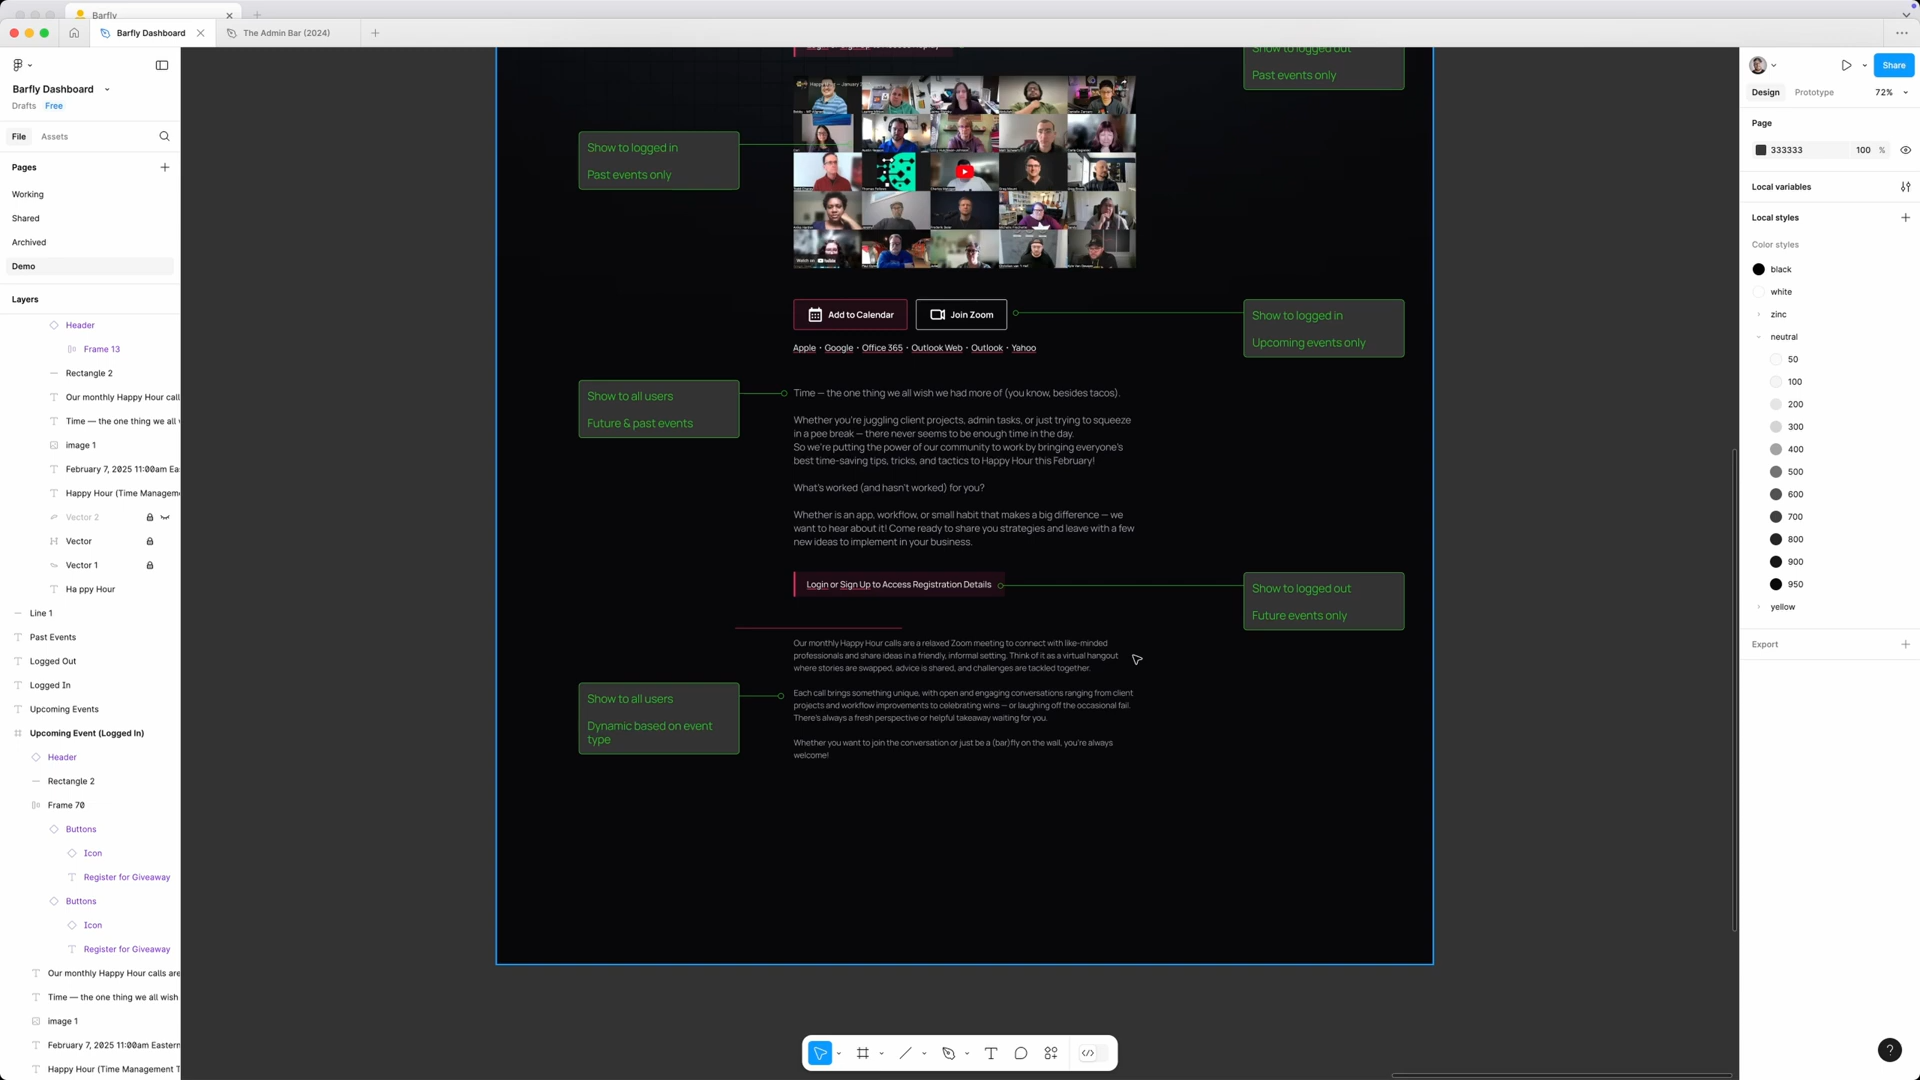 Barfly
Barfly Dashboard
The Admin Bar (2024)
Barfly Dashboard
Drafts
Free
File
Assets
Pages
Working
Shared
Archived
Demo
Layers
Header
Frame 13
Rectangle 2
Our monthly Happy Hour call
Time — the one thing we all
image 1
February 7, 2025 11:00am Ea
Happy Hour (Time Managem
Vector 2
Vector
Vector 1
Ha ppy Hour
Line 1
Past Events
Logged Out
Logged In
Upcoming Events
Upcoming Event (Logged In)
Header
Rectangle 2
Frame 70
Buttons
Icon
Register for Giveaway
Buttons
Icon
Register for Giveaway
Our monthly Happy Hour calls are
Time — the one thing we all wish
image 1
February 7, 2025 11:00am Eastern
Happy Hour (Time Management T
Show to logged out
Past events only
Show to logged in
Past events only
Add to Calendar
Join Zoom
Apple • Google • Office 365 • Outlook Web • Outlook • Yahoo
Show to logged in
Upcoming events only
Show to all users
Future & past events
Time — the one thing we all wish we had more of (you know, besides tacos).
Whether you're juggling client projects, admin tasks, or just trying to squeeze
in a pee break — there never seems to be enough time in the day.
So we're putting the power of our community to work by bringing everyone's
best time-saving tips, tricks, and tactics to Happy Hour this February!
What's worked (and hasn't worked) for you?
Whether is an app, workflow, or small habit that makes a big difference — we
want to hear about it! Come ready to share you strategies and leave with a few
new ideas to implement in your business.
Login or Sign Up to Access Registration Details
Show to logged out
Future events only
Our monthly Happy Hour calls are a relaxed Zoom meeting to connect with like-minded
professionals and share ideas in a friendly, informal setting. Think of it as a virtual hangout
where stories are swapped, advice is shared, and challenges are tackled together.
Each call brings something unique, with open and engaging conversations ranging from client
projects and workflow improvements to celebrating wins — or laughing off the occasional fail.
There's always a fresh perspective or helpful takeaway waiting for you.
Whether you want to join the conversation or just be a (bar)fly on the wall, you're always
welcome!
Show to all users
Dynamic based on event
type
Share
Design
Prototype
72%
Page
333333
100
%
Local variables
Local styles
Color styles
black
white
zinc
neutral
50
100
200
300
400
500
600
700
800
900
950
yellow
Export
?